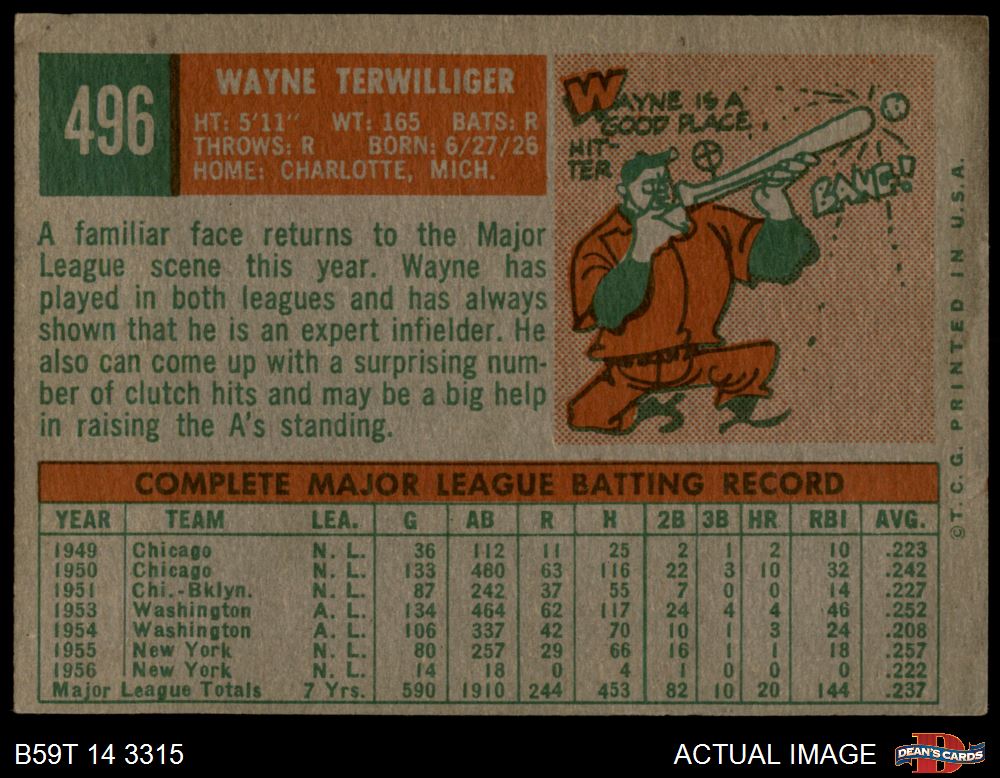 496
WAYNE TERWILLIGER
HT: 5'11" WT: 165 BATS: R
THROWS: R BORN: 6/27/26
HOME: CHARLOTTE, MICH.
WAYNE IS A
GOOD PLACE
HIT-
TER
BANG!
A familiar face returns to the Major
League scene this year. Wayne has
played in both leagues and has always
shown that he is an expert infielder. He
also can come up with a surprising num-
ber of clutch hits and may be a big help
in raising the A's standing.
© T. C. G. PRINTED IN U.S.A.
COMPLETE MAJOR LEAGUE BATTING RECORD
YEAR TEAM LEA. G AB R H 2B 3B HR RBI AVG.
1949 Chicago N. L. 36 112 11 25 2 1 2 10 .223
1950 Chicago N. L. 133 480 63 116 22 3 10 32 .242
1951 Chi.-Bklyn. N. L. 87 242 37 55 7 0 0 14 .227
1953 Washington A. L. 134 464 62 117 24 4 4 46 .252
1954 Washington A. L. 106 337 42 70 10 1 3 24 .208
1955 New York N. L. 80 257 29 66 16 1 1 18 .257
1956 New York N. L. 14 18 0 4 1 0 0 0 .222
Major League Totals 7 Yrs. 590 1910 244 453 82 10 20 144 .237
B59T 14 3315
ACTUAL IMAGE
DEAN'S CARDS